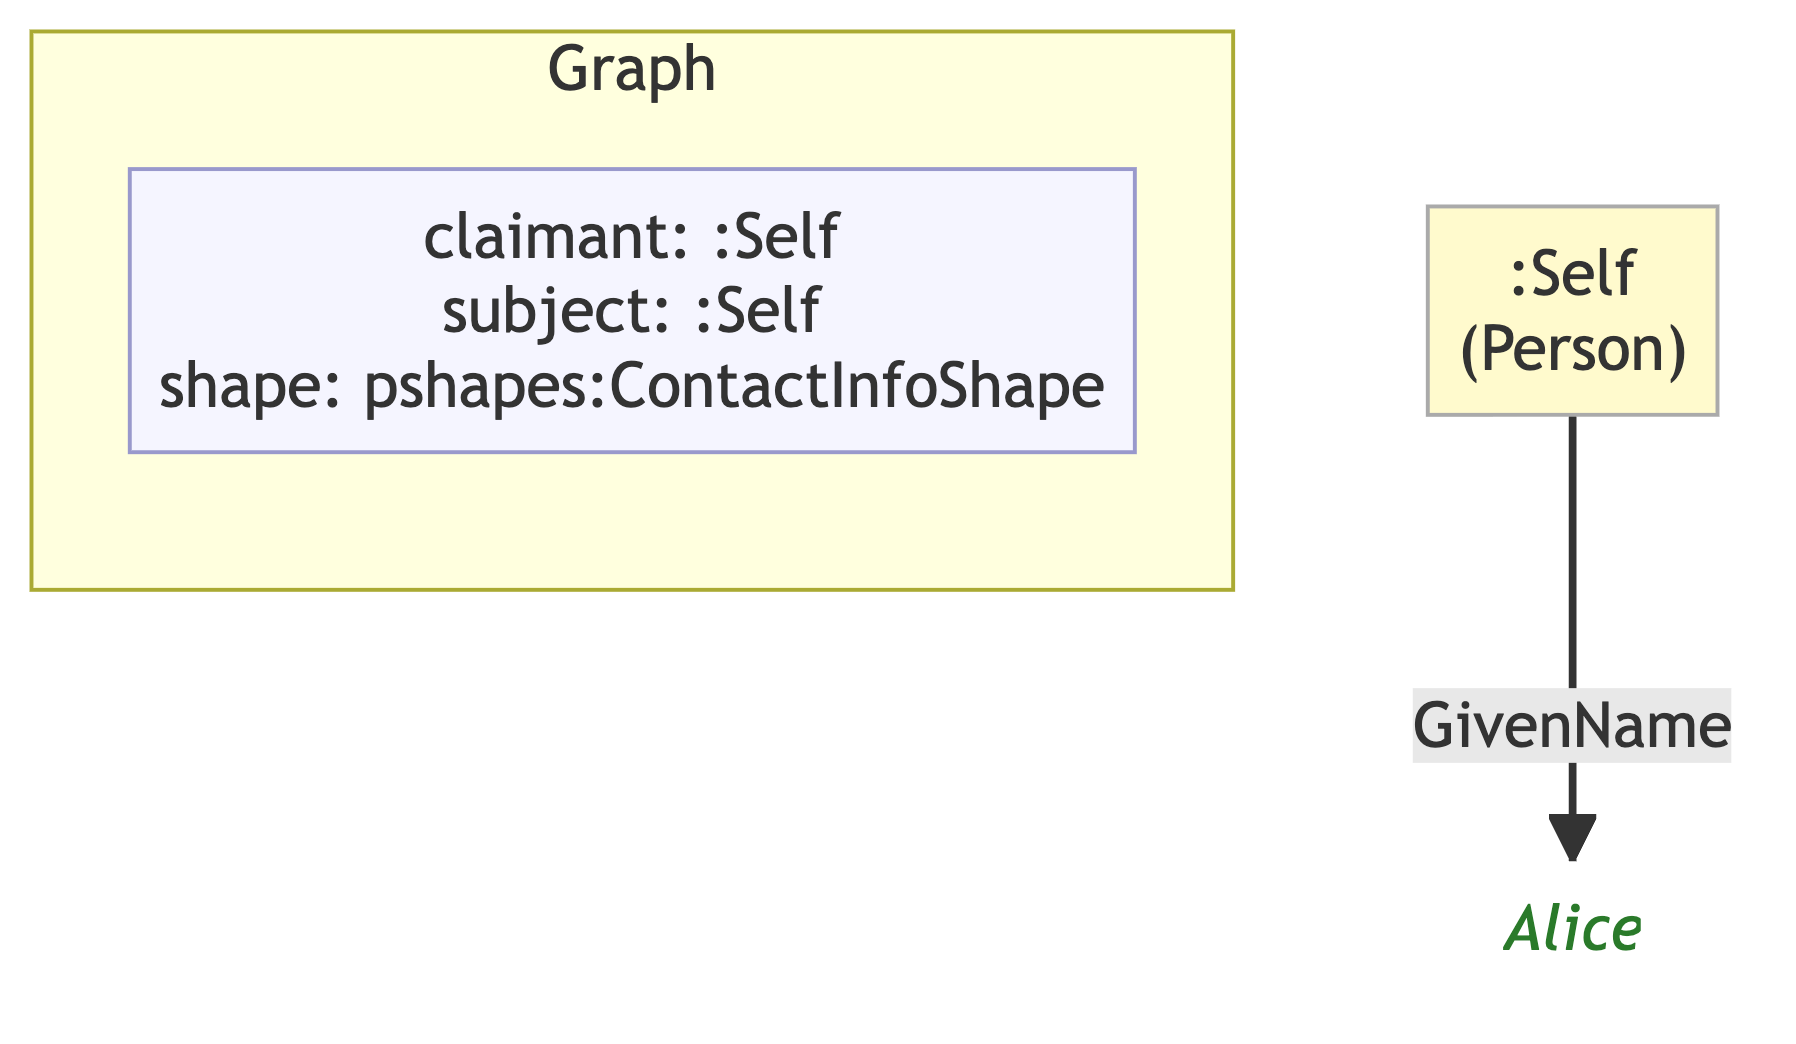 Graph
claimant: :Self
subject: :Self
shape: pshapes:ContactInfoShape
:Self
(Person)
GivenName
Alice